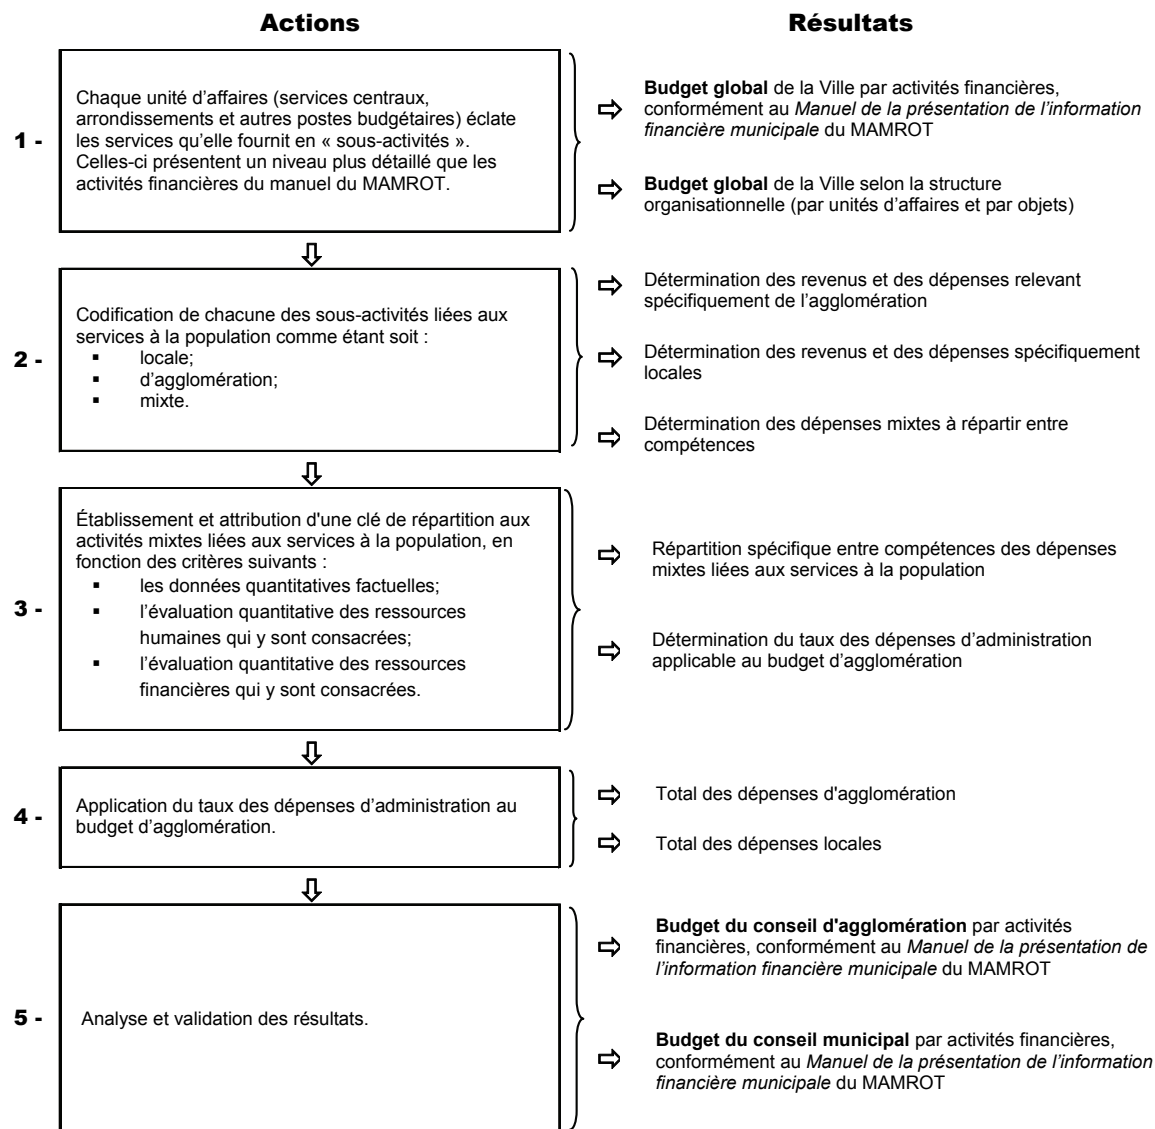 Actions
Résultats
1 -
Chaque unité d’affaires (services centraux,
arrondissements et autres postes budgétaires) éclate
les services qu’elle fournit en « sous-activités ».
Celles-ci présentent un niveau plus détaillé que les
activités financières du manuel du MAMROT.
Budget global de la Ville par activités financières,
conformément au Manuel de la présentation de l’information
financière municipale du MAMROT
Budget global de la Ville selon la structure
organisationnelle (par unités d’affaires et par objets)
2 -
Codification de chacune des sous-activités liées aux
services à la population comme étant soit :
▪ locale;
▪ d’agglomération;
▪ mixte.
Détermination des revenus et des dépenses relevant
spécifiquement de l’agglomération
Détermination des revenus et des dépenses spécifiquement
locales
Détermination des dépenses mixtes à répartir entre
compétences
3 -
Établissement et attribution d'une clé de répartition aux
activités mixtes liées aux services à la population, en
fonction des critères suivants :
▪ les données quantitatives factuelles;
▪ l’évaluation quantitative des ressources
humaines qui y sont consacrées;
▪ l’évaluation quantitative des ressources
financières qui y sont consacrées.
Répartition spécifique entre compétences des dépenses
mixtes liées aux services à la population
Détermination du taux des dépenses d’administration
applicable au budget d’agglomération
4 -
Application du taux des dépenses d’administration au
budget d’agglomération.
Total des dépenses d'agglomération
Total des dépenses locales
5 -
Analyse et validation des résultats.
Budget du conseil d'agglomération par activités
financières, conformément au Manuel de la présentation de
l’information financière municipale du MAMROT
Budget du conseil municipal par activités financières,
conformément au Manuel de la présentation de l’information
financière municipale du MAMROT